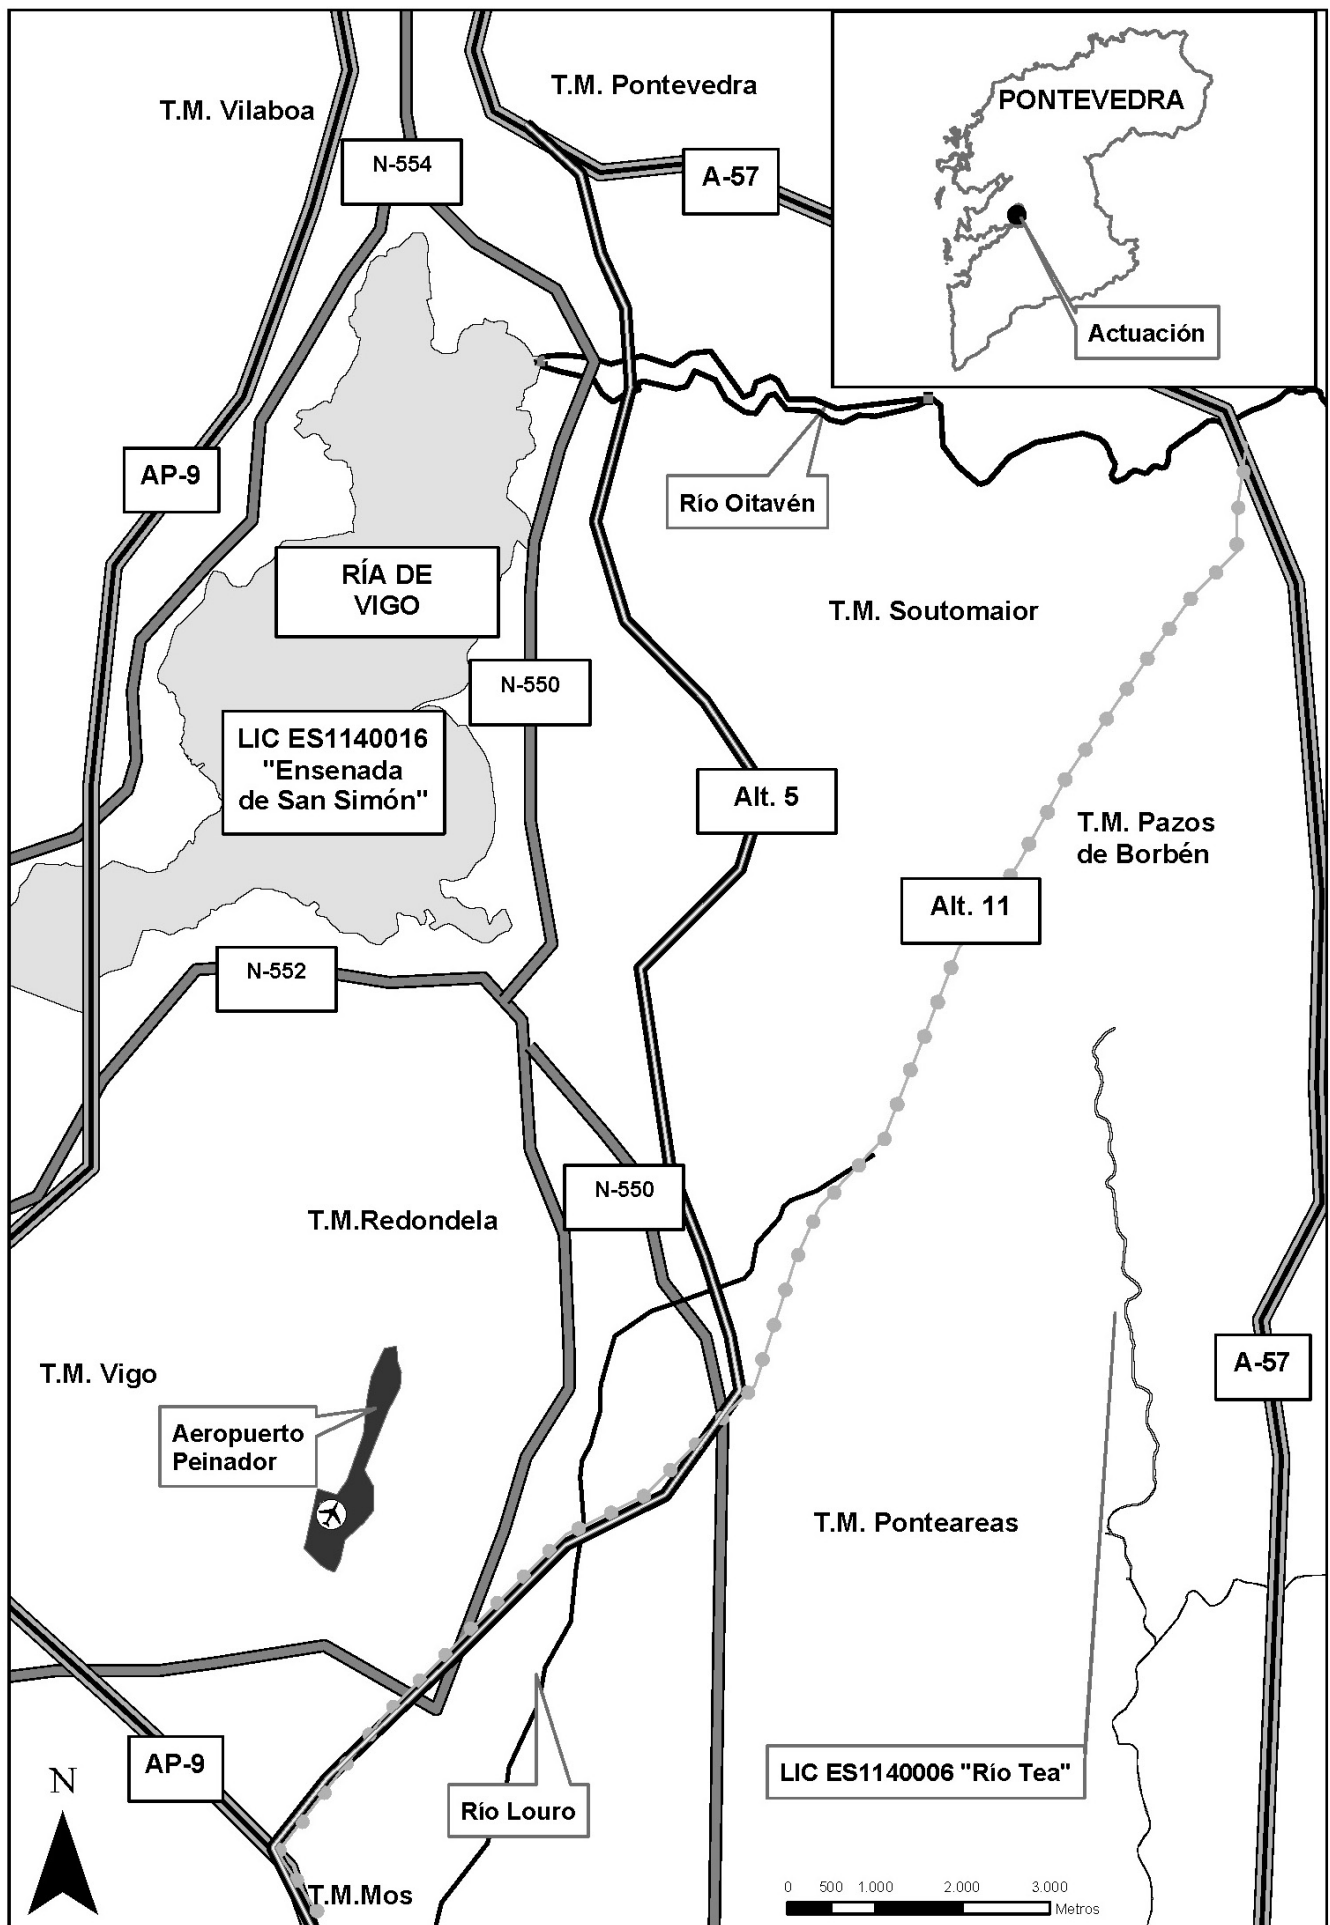 T.M. Pontevedra
T.M. Vilaboa
PONTEVEDRA
N-554
A-57
Actuación
AP-9
Río Oitavén
RÍA DE
VIGO
T.M. Soutomaior
N-550
LIC ES1140016
"Ensenada
de San Simón"
Alt. 5
T.M. Pazos
de Borbén
Alt. 11
N-552
N-550
T.M.Redondela
T.M. Vigo
A-57
Aeropuerto
Peinador
T.M. Ponteareas
AP-9
LIC ES1140006 "Río Tea"
N
Río Louro
T.M.Mos
0 500 1.000 2.000 3.000
Metros